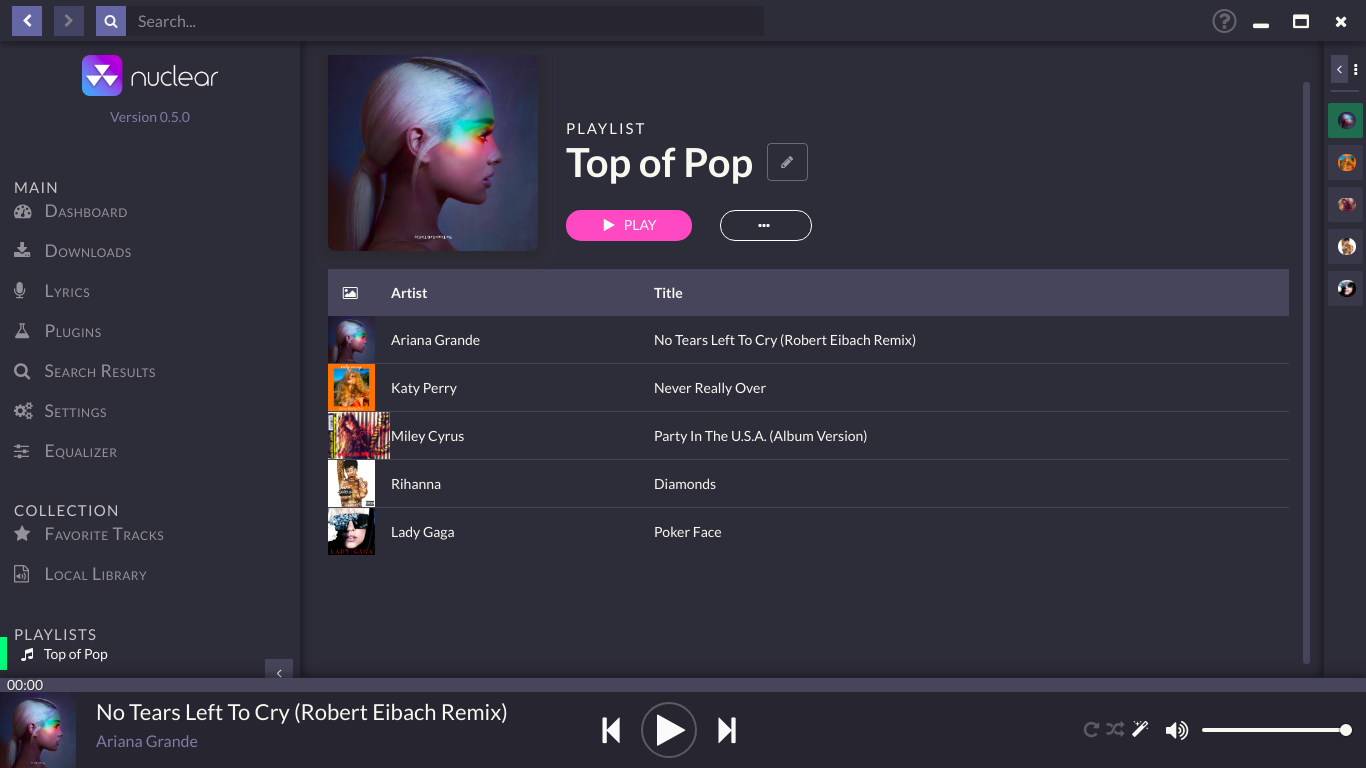 Search...
nuclear
Version 0.5.0
MAIN
Dashboard
Downloads
Lyrics
Plugins
Search Results
Settings
Equalizer
COLLECTION
Favorite Tracks
Local Library
PLAYLISTS
Top of Pop
PLAYLIST
Top of Pop
PLAY
Artist Title
Ariana Grande No Tears Left To Cry (Robert Eibach Remix)
Katy Perry Never Really Over
Miley Cyrus Party In The U.S.A. (Album Version)
Rihanna Diamonds
Lady Gaga Poker Face
LADY GAGA
00:00
No Tears Left To Cry (Robert Eibach Remix)
Ariana Grande